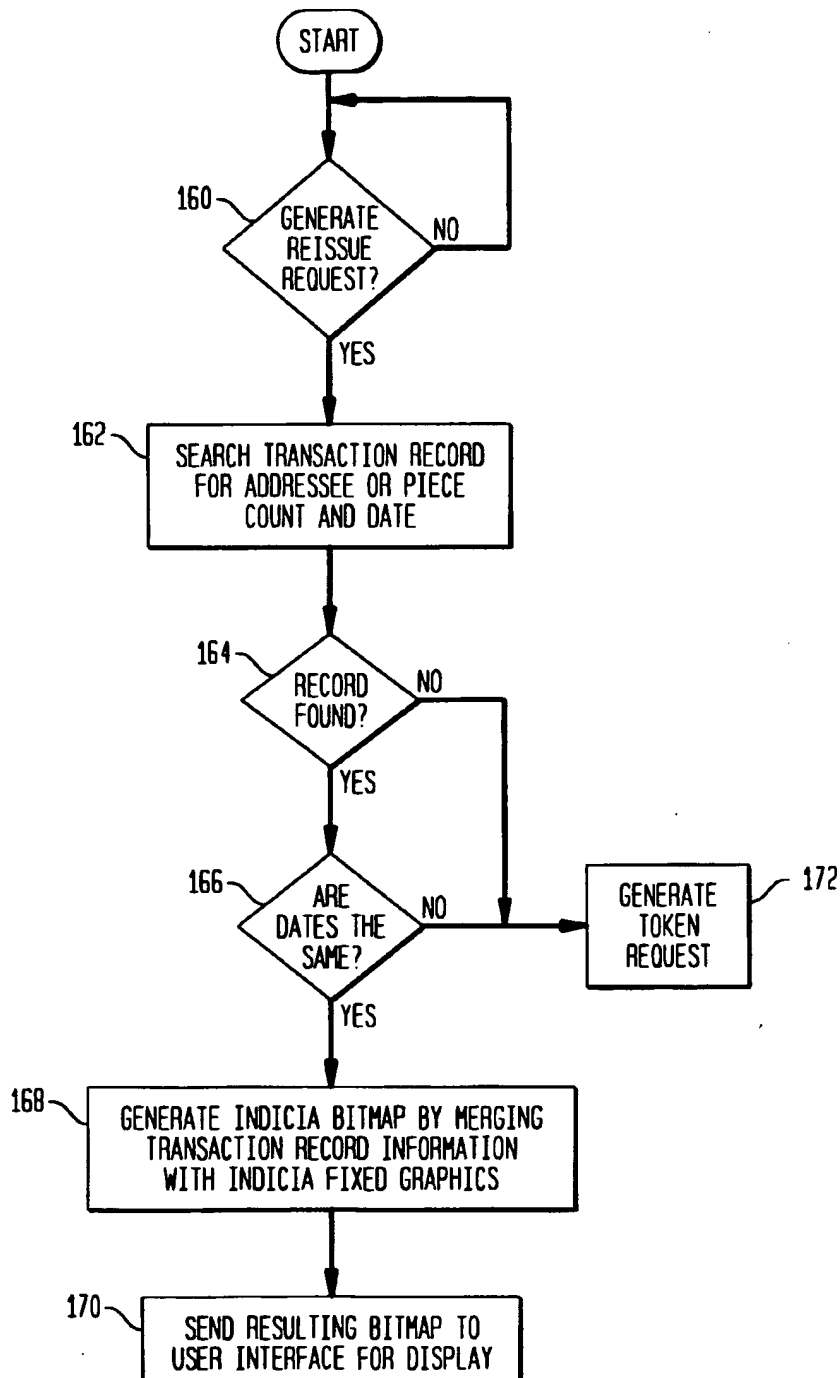 START
160
GENERATE
REISSUE
REQUEST?
NO
YES
162
SEARCH TRANSACTION RECORD
FOR ADDRESSEE OR PIECE
COUNT AND DATE
164
RECORD
FOUND?
NO
YES
166
ARE
DATES THE
SAME?
NO
YES
172
GENERATE
TOKEN
REQUEST
168
GENERATE INDICIA BITMAP BY MERGING
TRANSACTION RECORD INFORMATION
WITH INDICIA FIXED GRAPHICS
170
SEND RESULTING BITMAP TO
USER INTERFACE FOR DISPLAY